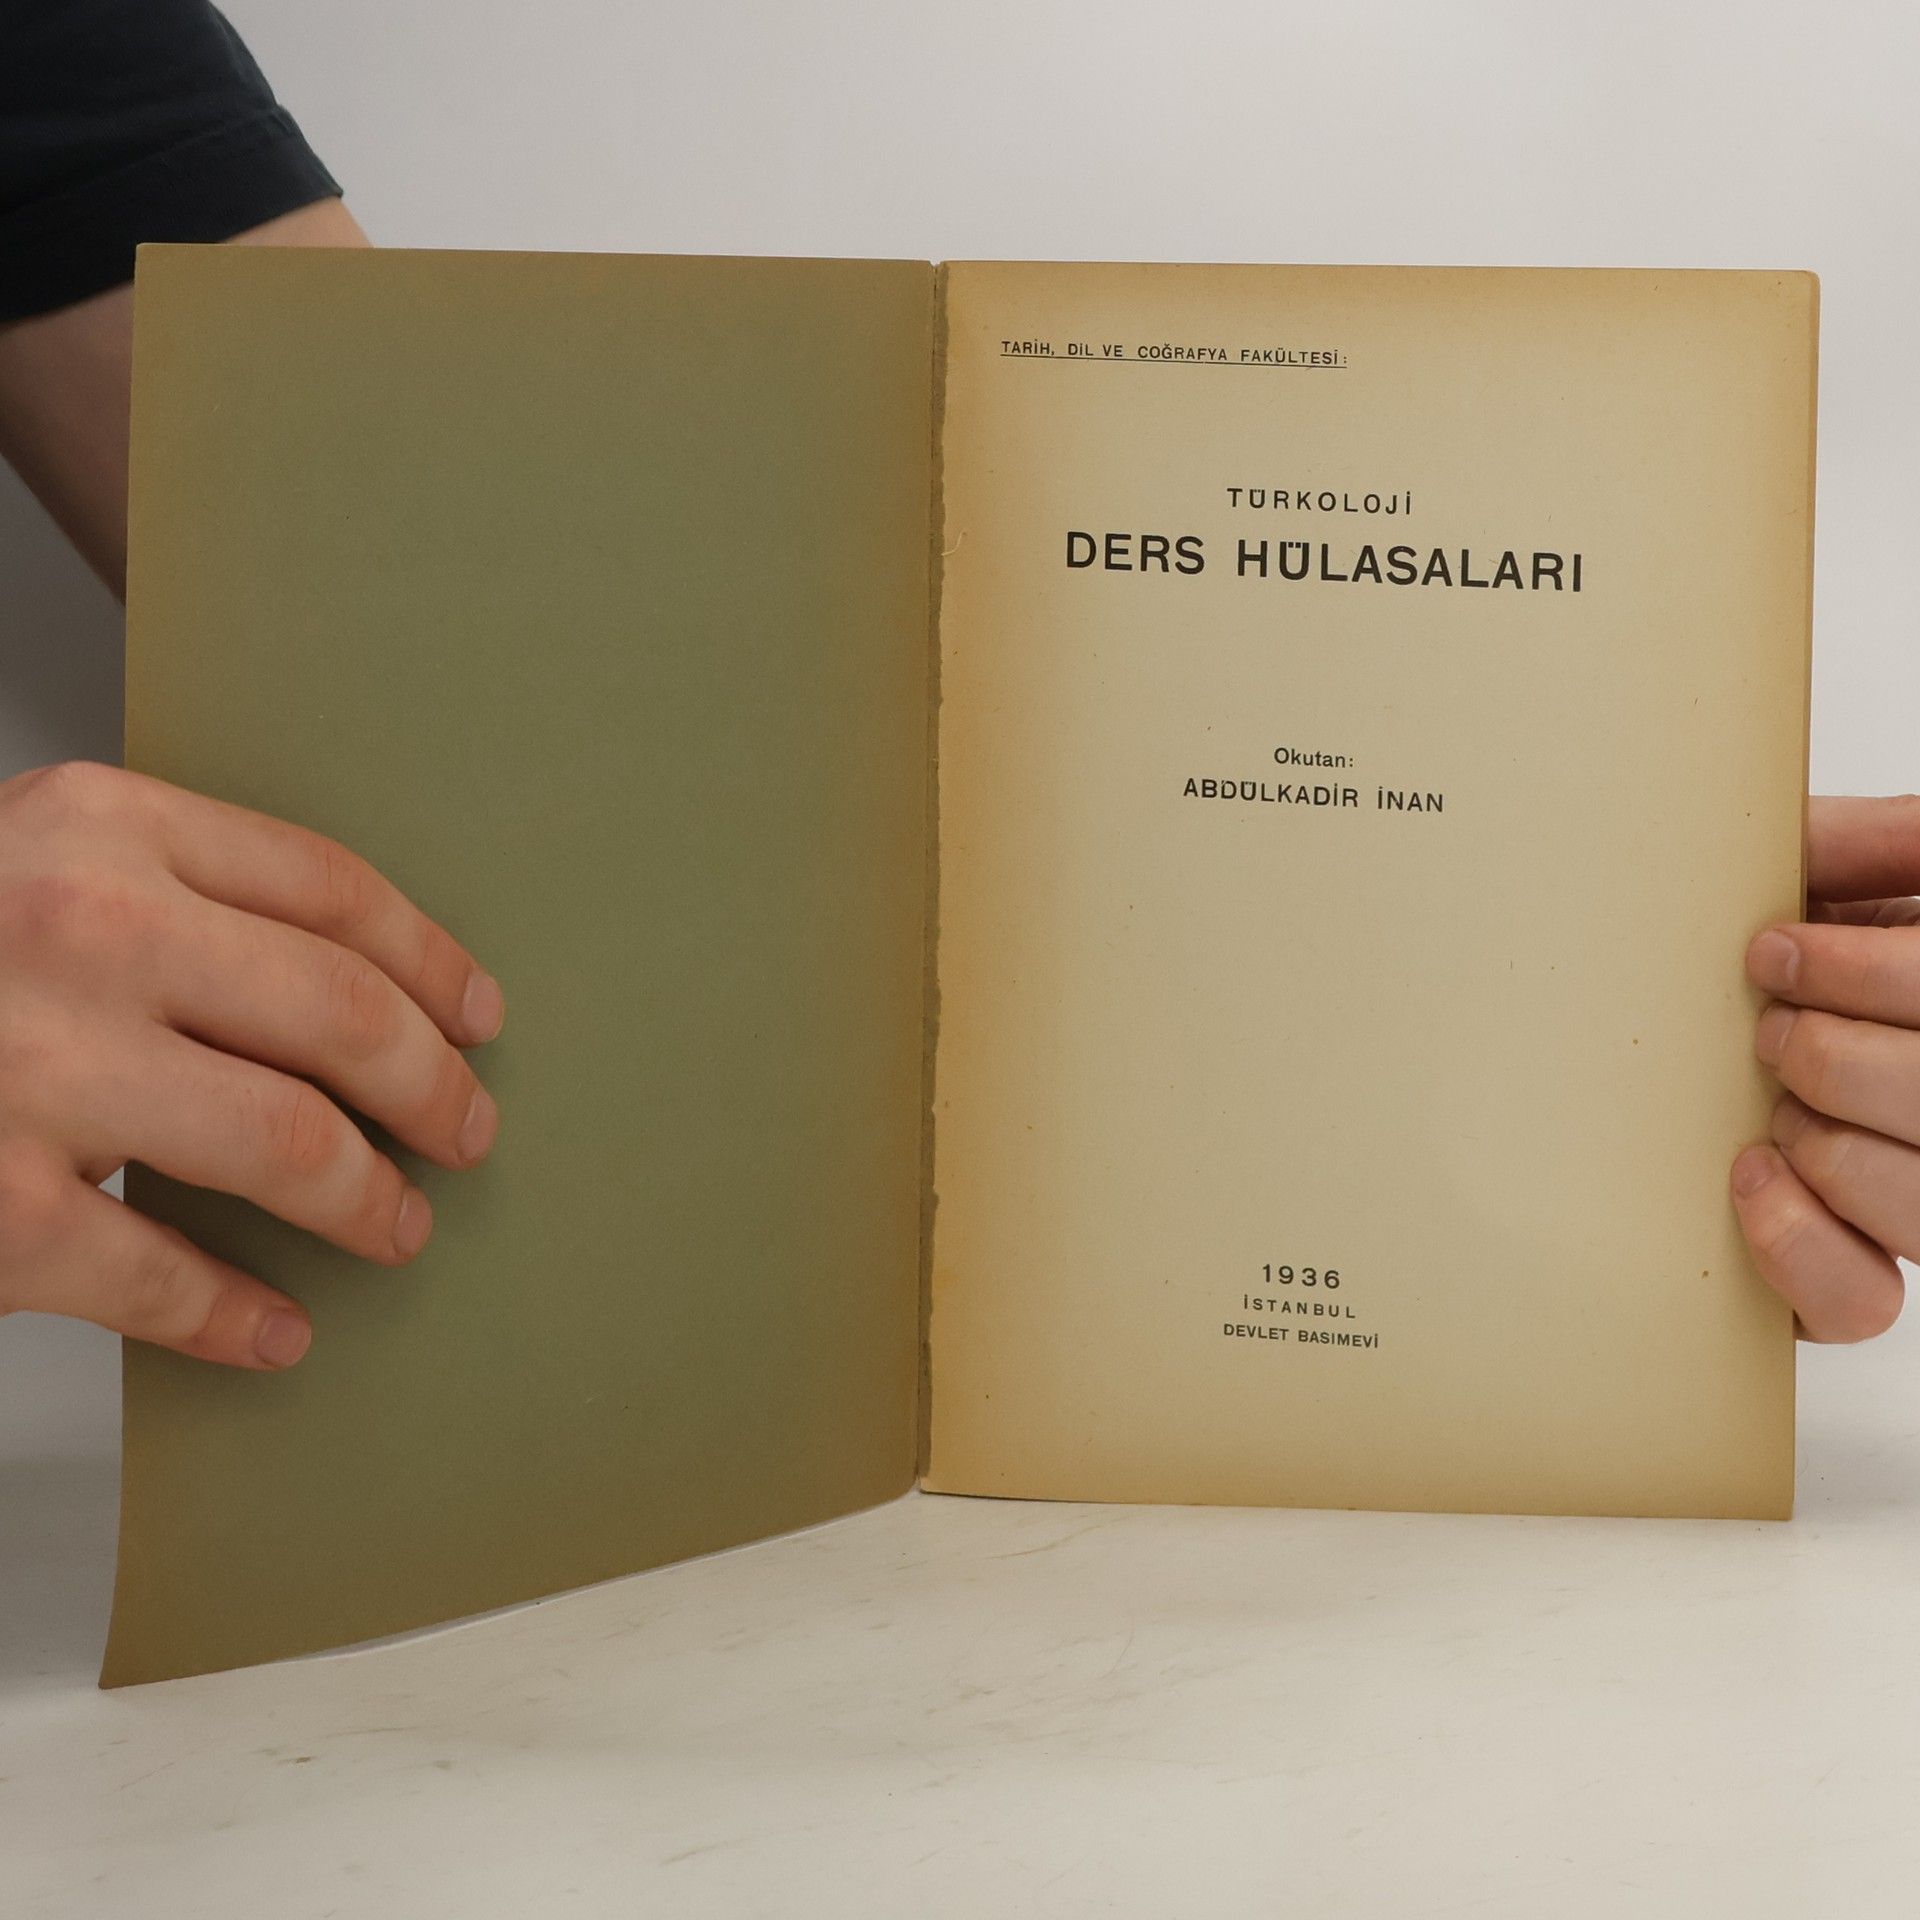 TARİH, DİL VE COĞRAFYA FAKÜLTESİ:
TÜRKOLOJİ
DERS HÜLASALARI
Okutan:
ABDÜLKADİR İNAN
1936
İSTANBUL
DEVLET BASIMEVİ